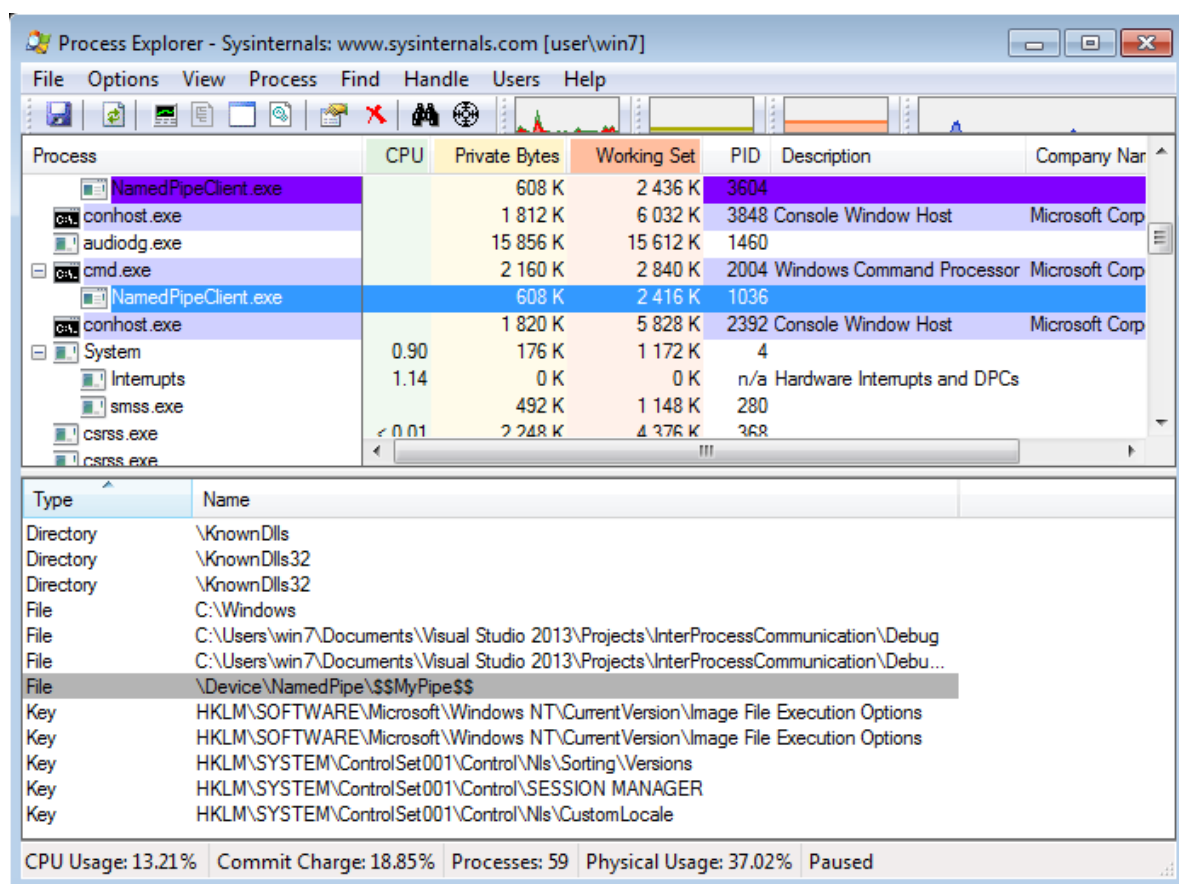 Process Explorer - Sysinternals: www.sysinternals.com [user\win7]
File Options View Process Find Handle Users Help
Process CPU Private Bytes Working Set PID Description Company Nar
NamedPipeClient.exe 608 K 2 436 K 3604
conhost.exe 1 812 K 6 032 K 3848 Console Window Host Microsoft Corp
audiodg.exe 15 856 K 15 612 K 1460
cmd.exe 2 160 K 2 840 K 2004 Windows Command Processor Microsoft Corp
NamedPipeClient.exe 608 K 2 416 K 1036
conhost.exe 1 820 K 5 828 K 2392 Console Window Host Microsoft Corp
System 0.90 176 K 1 172 K 4
Interrupts 1.14 0 K 0 K n/a Hardware Interrupts and DPCs
smss.exe 492 K 1 148 K 280
csrss.exe < 0.01 2 248 K 4 376 K 368
csrss.exe
Type Name
Directory \KnownDlls
Directory \KnownDlls32
Directory \KnownDlls32
File C:\Windows
File C:\Users\win7\Documents\Visual Studio 2013\Projects\InterProcessCommunication\Debug
File C:\Users\win7\Documents\Visual Studio 2013\Projects\InterProcessCommunication\Debu...
File \Device\NamedPipe\$$MyPipe$$
Key HKLM\SOFTWARE\Microsoft\Windows NT\CurrentVersion\Image File Execution Options
Key HKLM\SOFTWARE\Microsoft\Windows NT\CurrentVersion\Image File Execution Options
Key HKLM\SYSTEM\ControlSet001\Control\Nls\Sorting\Versions
Key HKLM\SYSTEM\ControlSet001\Control\SESSION MANAGER
Key HKLM\SYSTEM\ControlSet001\Control\Nls\CustomLocale
CPU Usage: 13.21% Commit Charge: 18.85% Processes: 59 Physical Usage: 37.02% Paused